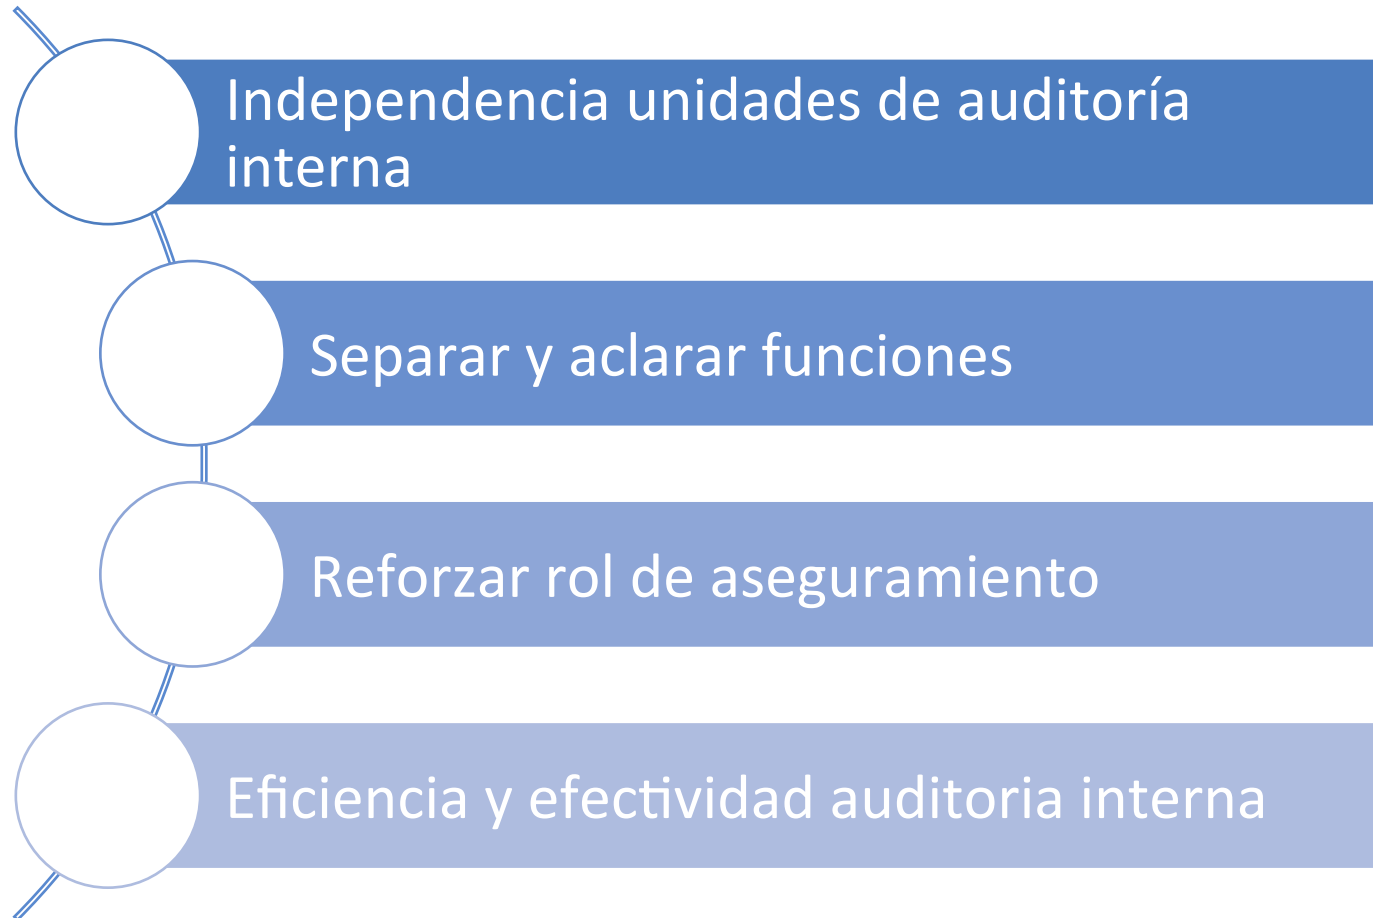 Independencia unidades de auditoría
interna
Separar y aclarar funciones
Reforzar rol de aseguramiento
Eficiencia y efectividad auditoria interna